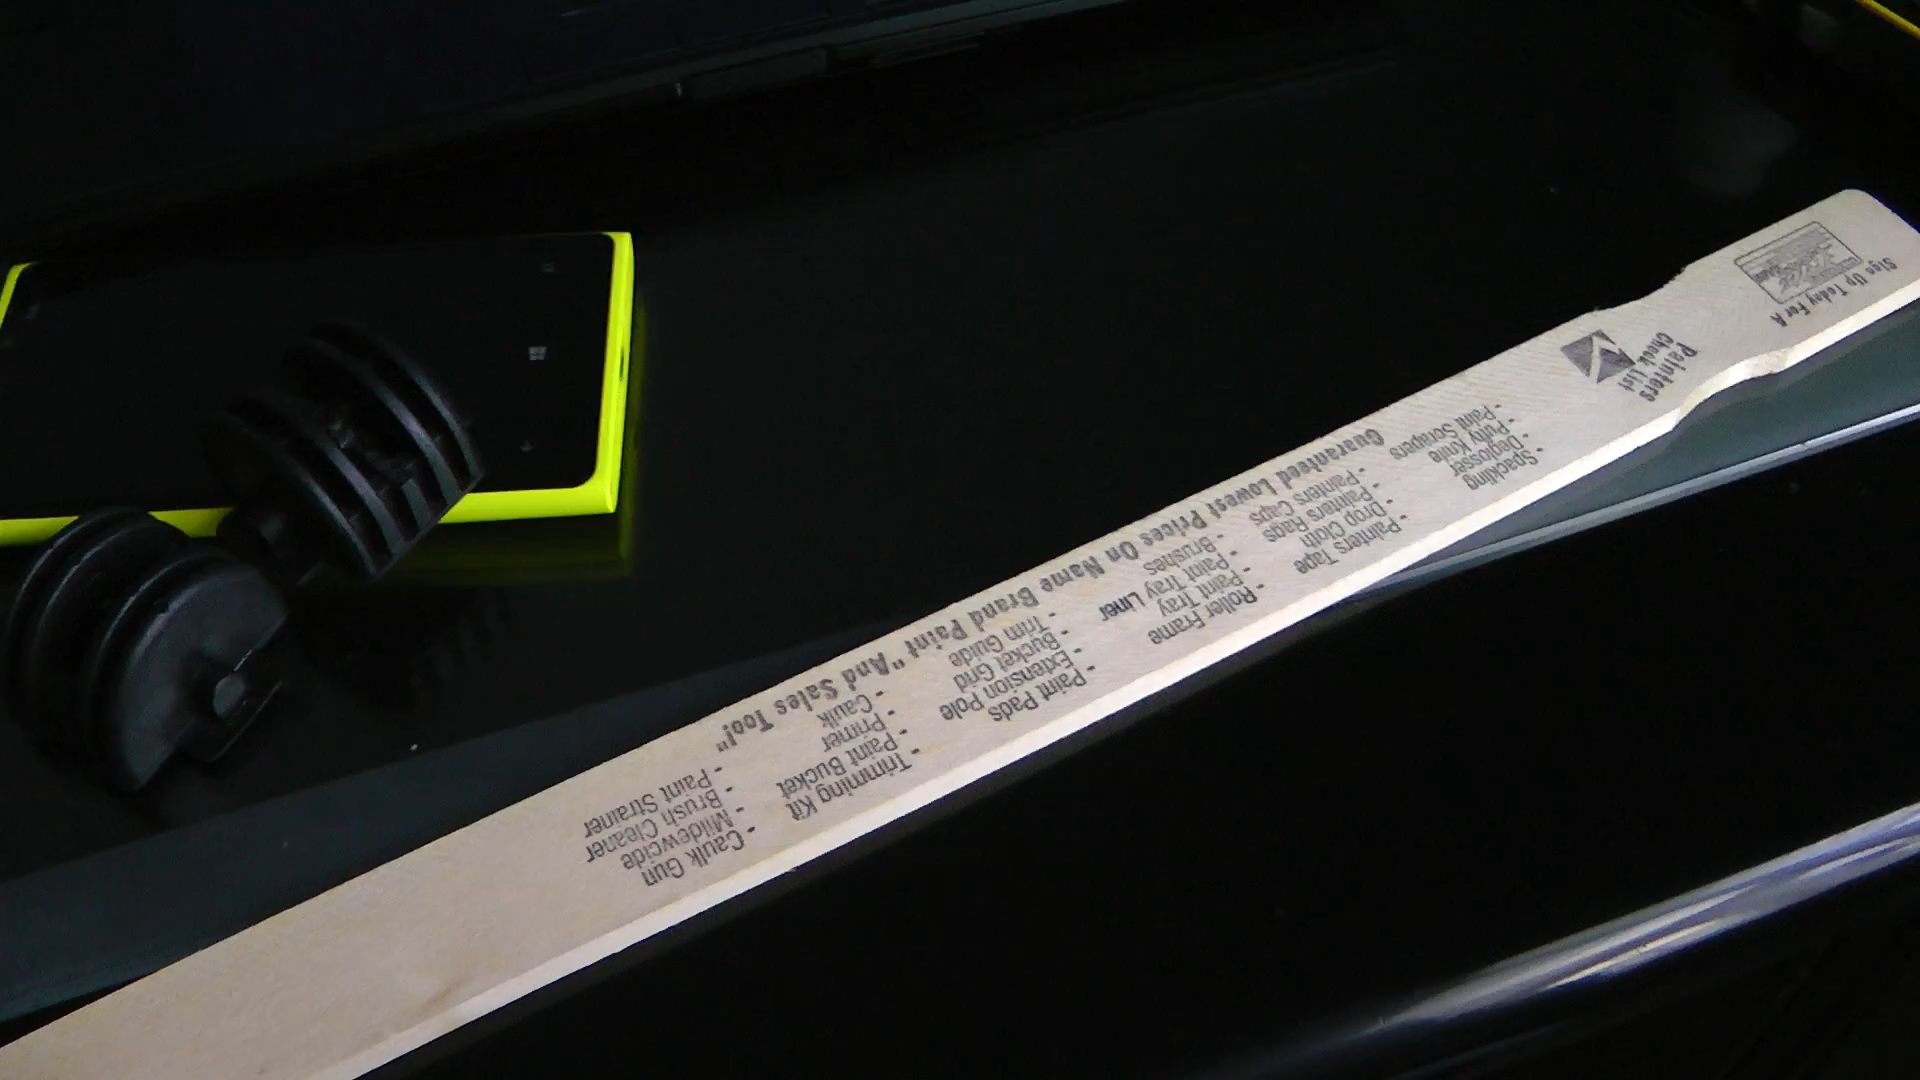 Sign Up Today For A
Painters
Check List
- Spackling
- Deglosser
- Putty Knife
- Paint Scrapers
- Painters Tape
- Drop Cloth
- Painters Rags
- Painters Caps
- Roller Frame
- Paint Tray
- Paint Tray Liner
- Brushes
- Paint Pads
- Extension Pole
- Bucket Grid
- Trim Guide
- Trimming Kit
- Paint Bucket
- Primer
- Caulk
- Caulk Gun
- Mildewcide
- Brush Cleaner
- Paint Strainer
Guaranteed Lowest Prices On Name Brand Paint "And Sales Too!"